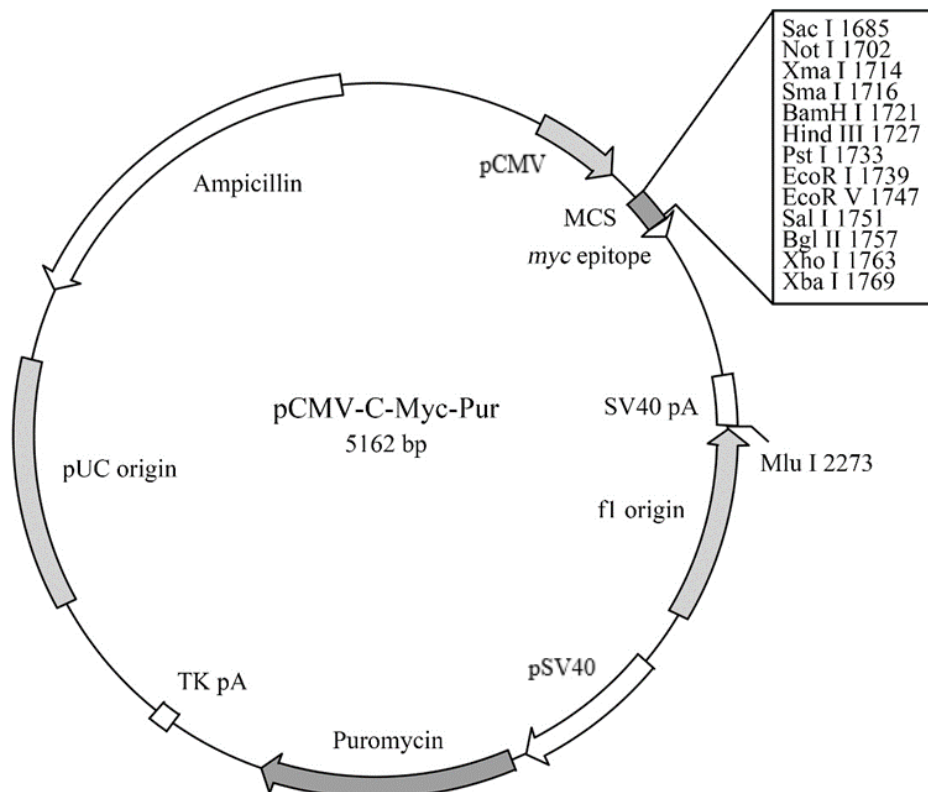 Sac I 1685
Not I 1702
Xma I 1714
Sma I 1716
BamH I 1721
Hind III 1727
Pst I 1733
EcoR I 1739
EcoR V 1747
Sal I 1751
Bgl II 1757
Xho I 1763
Xba I 1769
pCMV
Ampicillin
MCS
myc epitope
pCMV-C-Myc-Pur
5162 bp
SV40 pA
Mlu I 2273
pUC origin
f1 origin
pSV40
TK pA
Puromycin